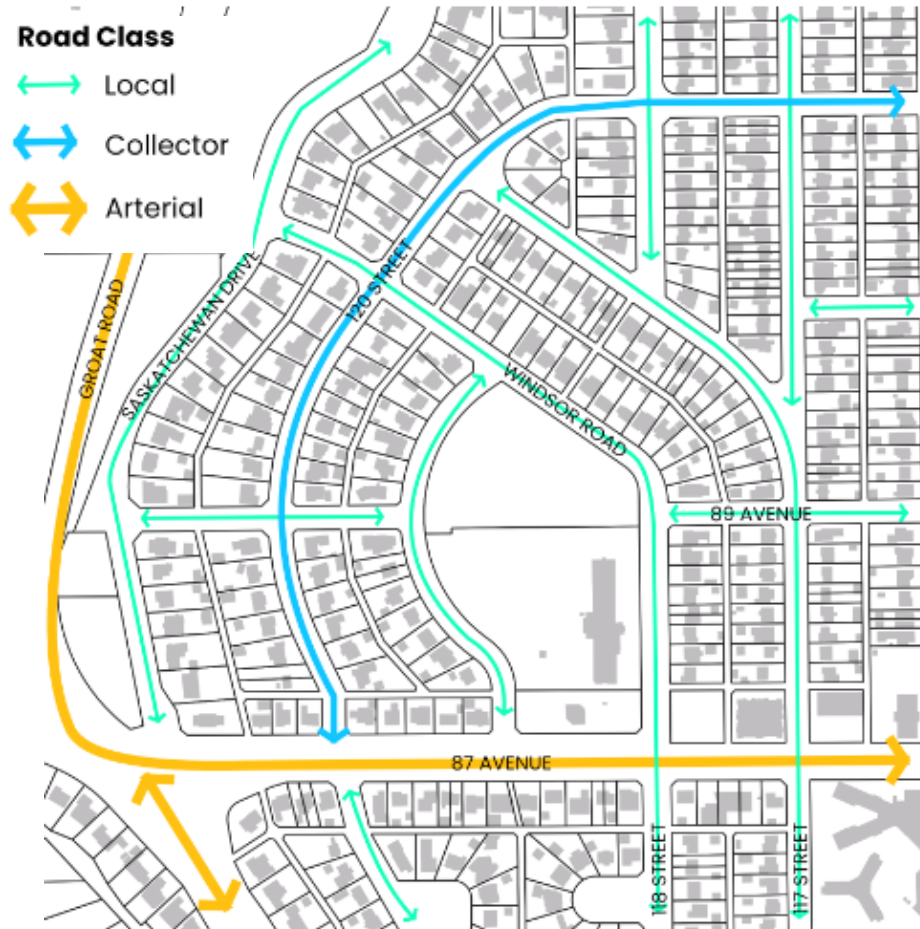 Road Class
Local
Collector
Arterial
GROAT ROAD
SASKATCHEWAN DRIVE
120 STREET
WINDSOR ROAD
89 AVENUE
87 AVENUE
118 STREET
117 STREET